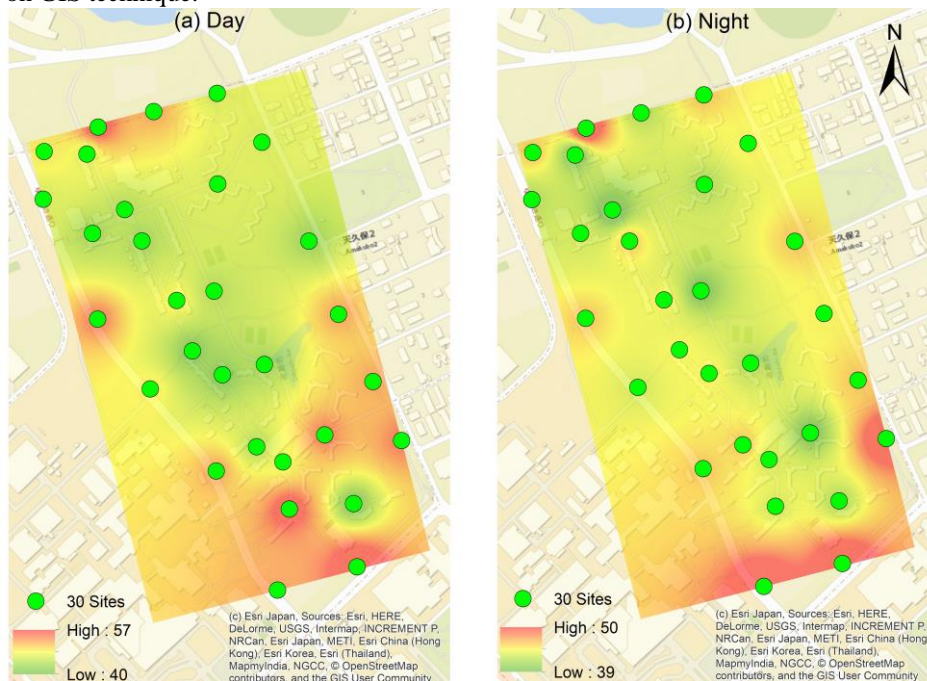 on GIS technique.
(a) Day
(b) Night
N
天久保2
Amakubo2
天久保2
Amakubo2
30 Sites
High : 57
Low : 40
(c) Esri Japan, Sources: Esri, HERE,
DeLorme, USGS, Intermap, INCREMENT P,
NRCan, Esri Japan, METI, Esri China (Hong
Kong), Esri Korea, Esri (Thailand),
MapmyIndia, NGCC, © OpenStreetMap
contributors, and the GIS User Community
30 Sites
High : 50
Low : 39
(c) Esri Japan, Sources: Esri, HERE,
DeLorme, USGS, Intermap, INCREMENT P,
NRCan, Esri Japan, METI, Esri China (Hong
Kong), Esri Korea, Esri (Thailand),
MapmyIndia, NGCC, © OpenStreetMap
contributors, and the GIS User Community